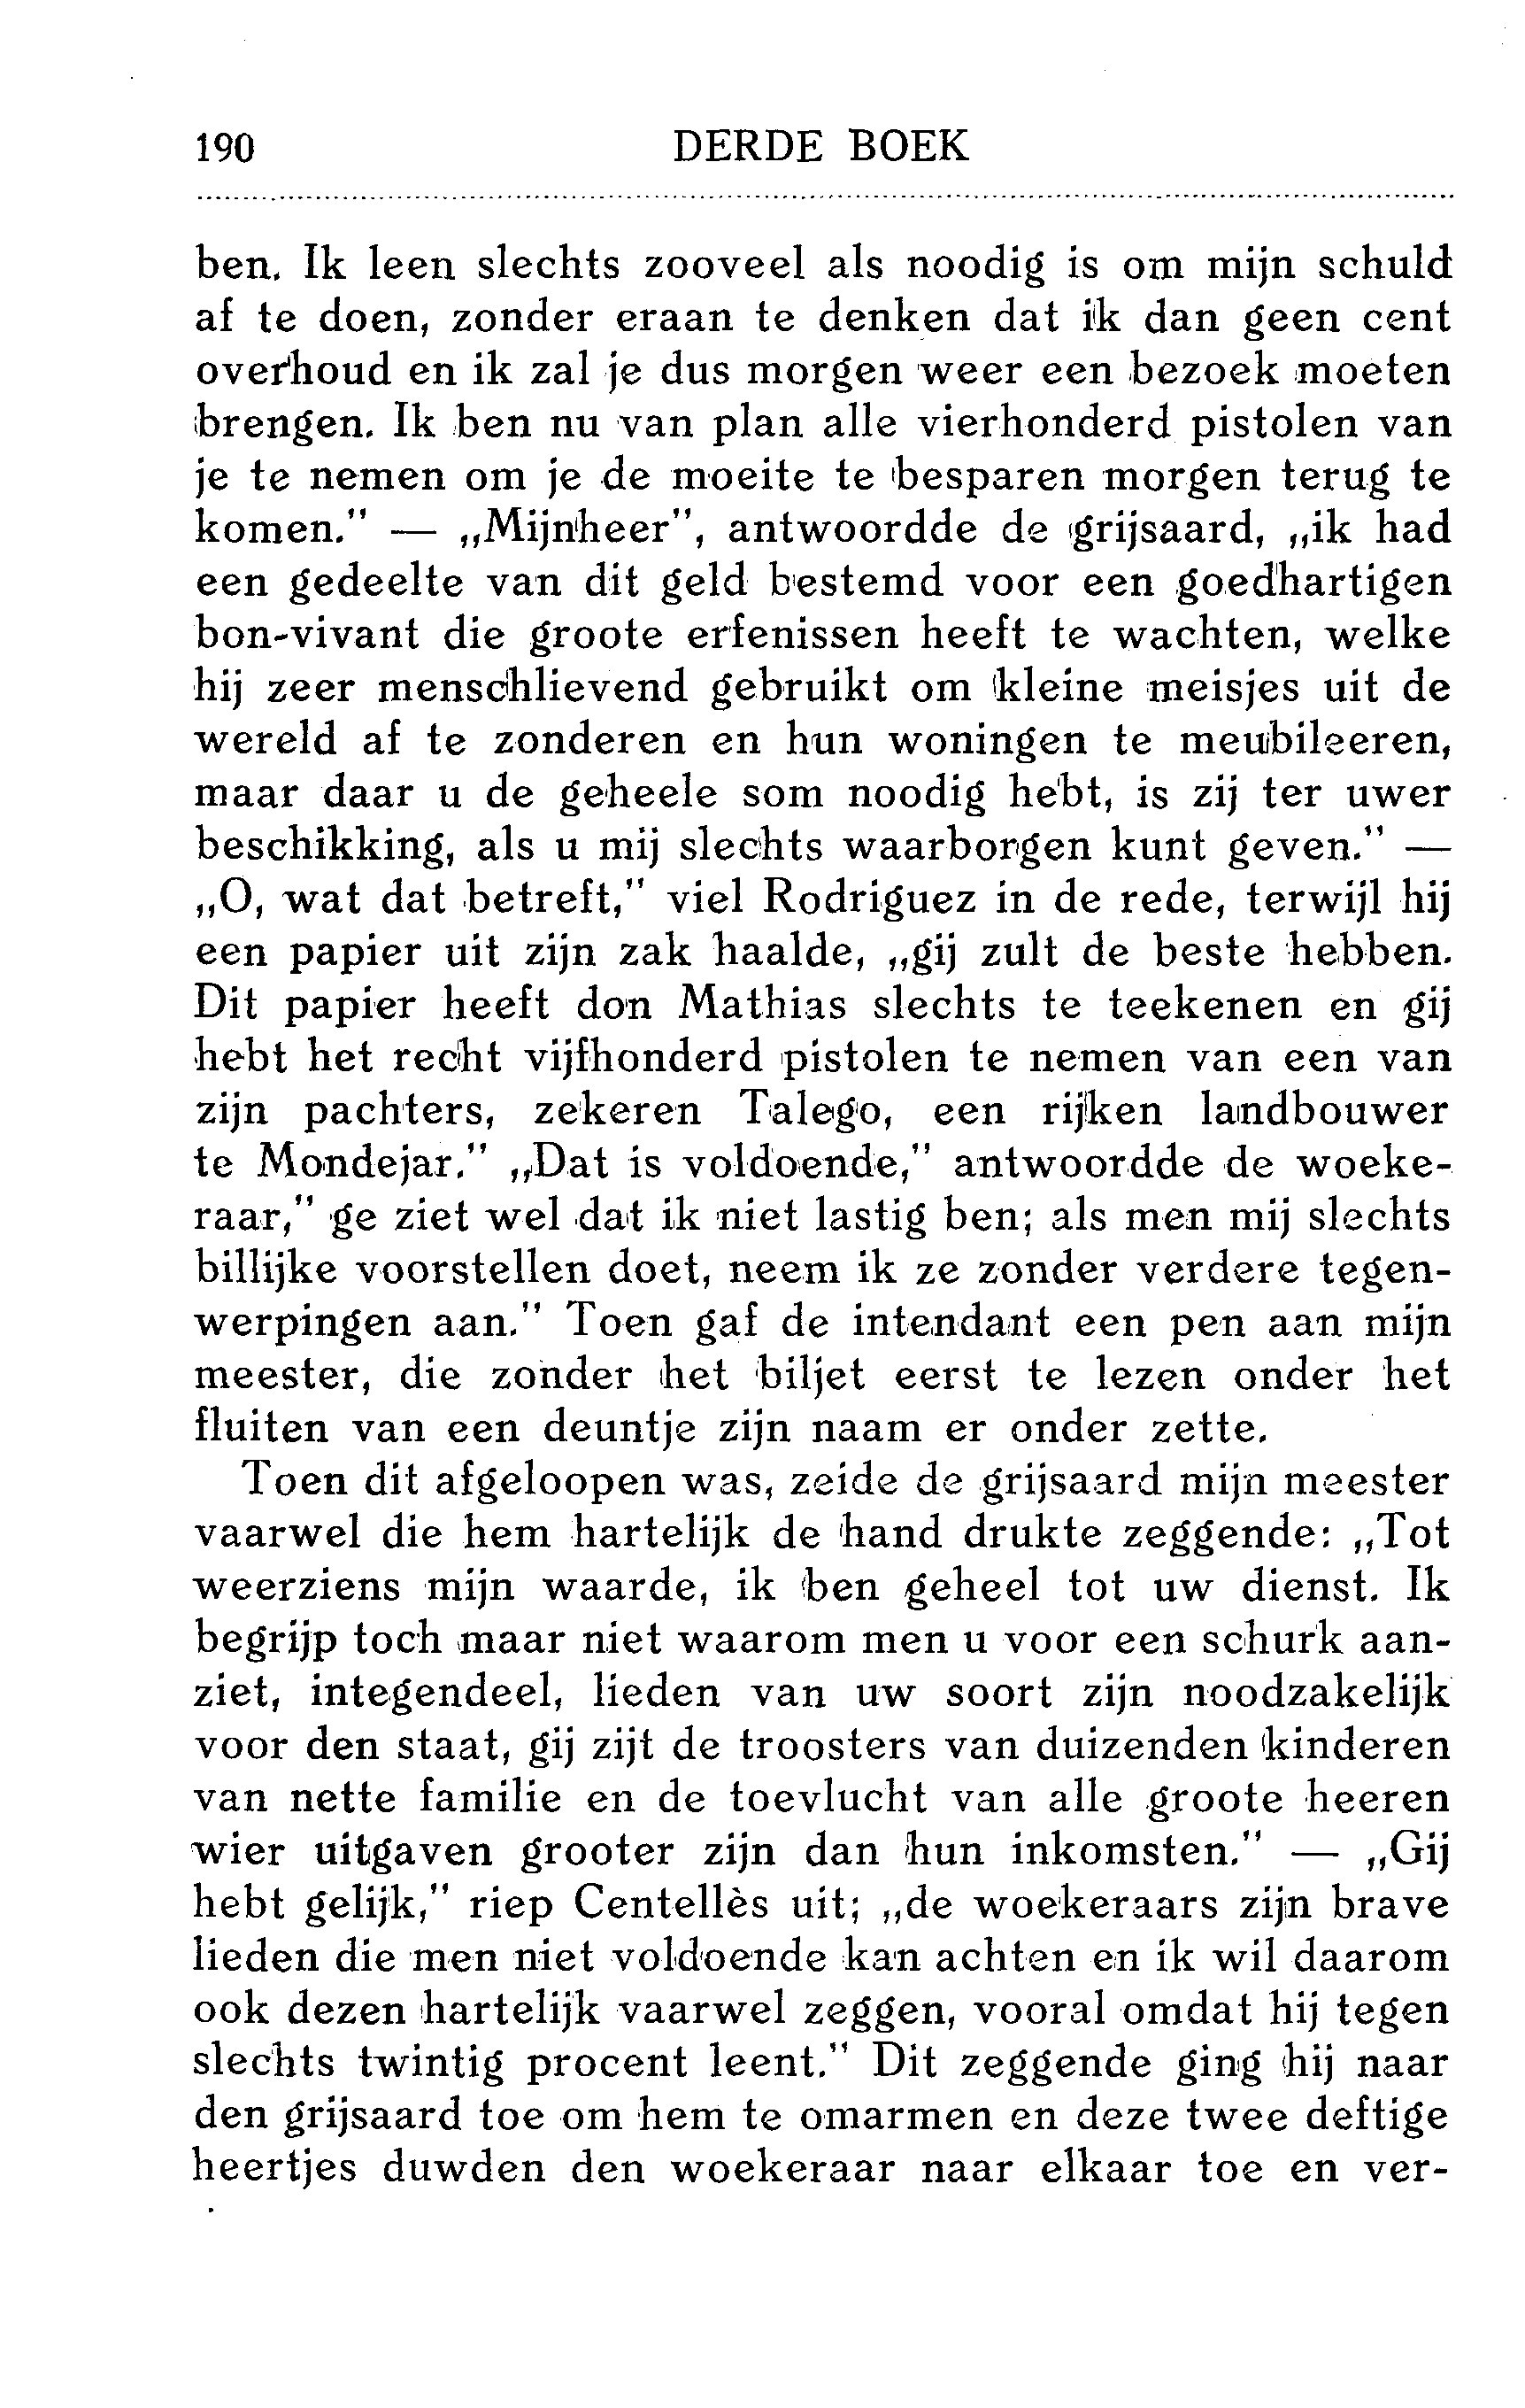 190 DERDE BOEK
ben. Ik leen slechts zooveel als noodig is om mijn schuld
af te doen, zonder eraan te denken dat ik dan geen cent
overhoud en ik zal je dus morgen weer een bezoek moeten
brengen. Ik ben nu van plan alle vierhonderd pistolen van
je te nemen om je de moeite te besparen morgen terug te
komen." — „Mijnheer", antwoordde de grijsaard, „ik had
een gedeelte van dit geld bestemd voor een goedhartigen
bon-vivant die groote erfenissen heeft te wachten, welke
hij zeer menschlievend gebruikt om kleine meisjes uit de
wereld af te zonderen en hun woningen te meubileeren,
maar daar u de geheele som noodig hebt, is zij ter uwer
beschikking, als u mij slechts waarborgen kunt geven." —
„O, wat dat betreft," viel Rodriguez in de rede, terwijl hij
een papier uit zijn zak haalde, „gij zult de beste hebben.
Dit papier heeft don Mathias slechts te teekenen en gij
hebt het recht vijfhonderd pistolen te nemen van een van
zijn pachters, zekeren Talego, een rijken landbouwer
te Mondejar." „Dat is voldoende," antwoordde de woeke-
raar," ge ziet wel dat ik niet lastig ben; als men mij slechts
billijke voorstellen doet, neem ik ze zonder verdere tegen-
werpingen aan." Toen gaf de intendant een pen aan mijn
meester, die zonder het biljet eerst te lezen onder het
fluiten van een deuntje zijn naam er onder zette.
Toen dit afgeloopen was, zeide de grijsaard mijn meester
vaarwel die hem hartelijk de hand drukte zeggende: „Tot
weerziens mijn waarde, ik ben geheel tot uw dienst. Ik
begrijp toch maar niet waarom men u voor een schurk aan-
ziet, integendeel, lieden van uw soort zijn noodzakelijk
voor den staat, gij zijt de troosters van duizenden kinderen
van nette familie en de toevlucht van alle groote heeren
wier uitgaven grooter zijn dan hun inkomsten." — „Gij
hebt gelijk," riep Centellès uit; „de woekeraars zijn brave
lieden die men niet voldoende kan achten en ik wil daarom
ook dezen hartelijk vaarwel zeggen, vooral omdat hij tegen
slechts twintig procent leent." Dit zeggende ging hij naar
den grijsaard toe om hem te omarmen en deze twee deftige
heertjes duwden den woekeraar naar elkaar toe en ver-